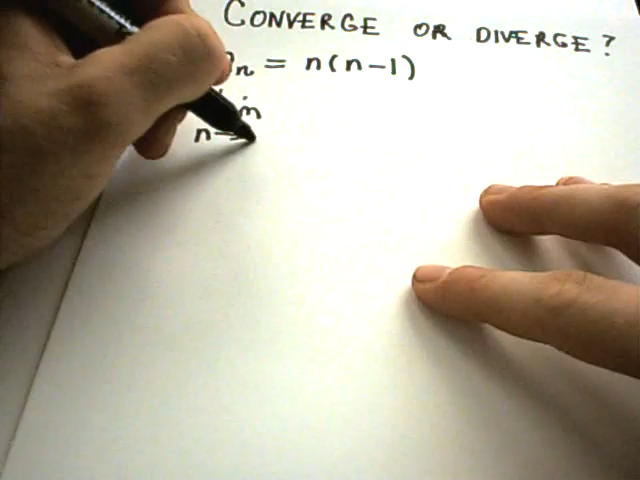 CONVERGE OR DIVERGE?
n = n(n-1)
n→